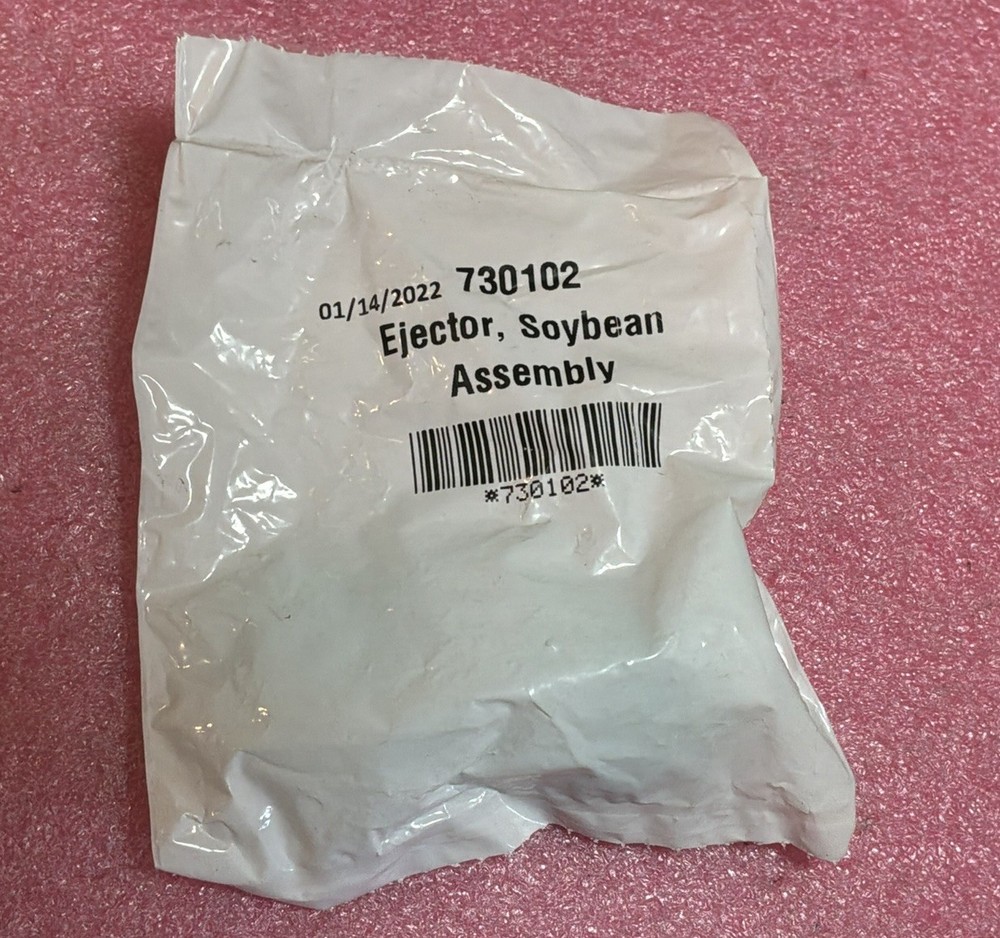 01/14/2022 730102
Ejector, Soybean
Assembly
*730102*